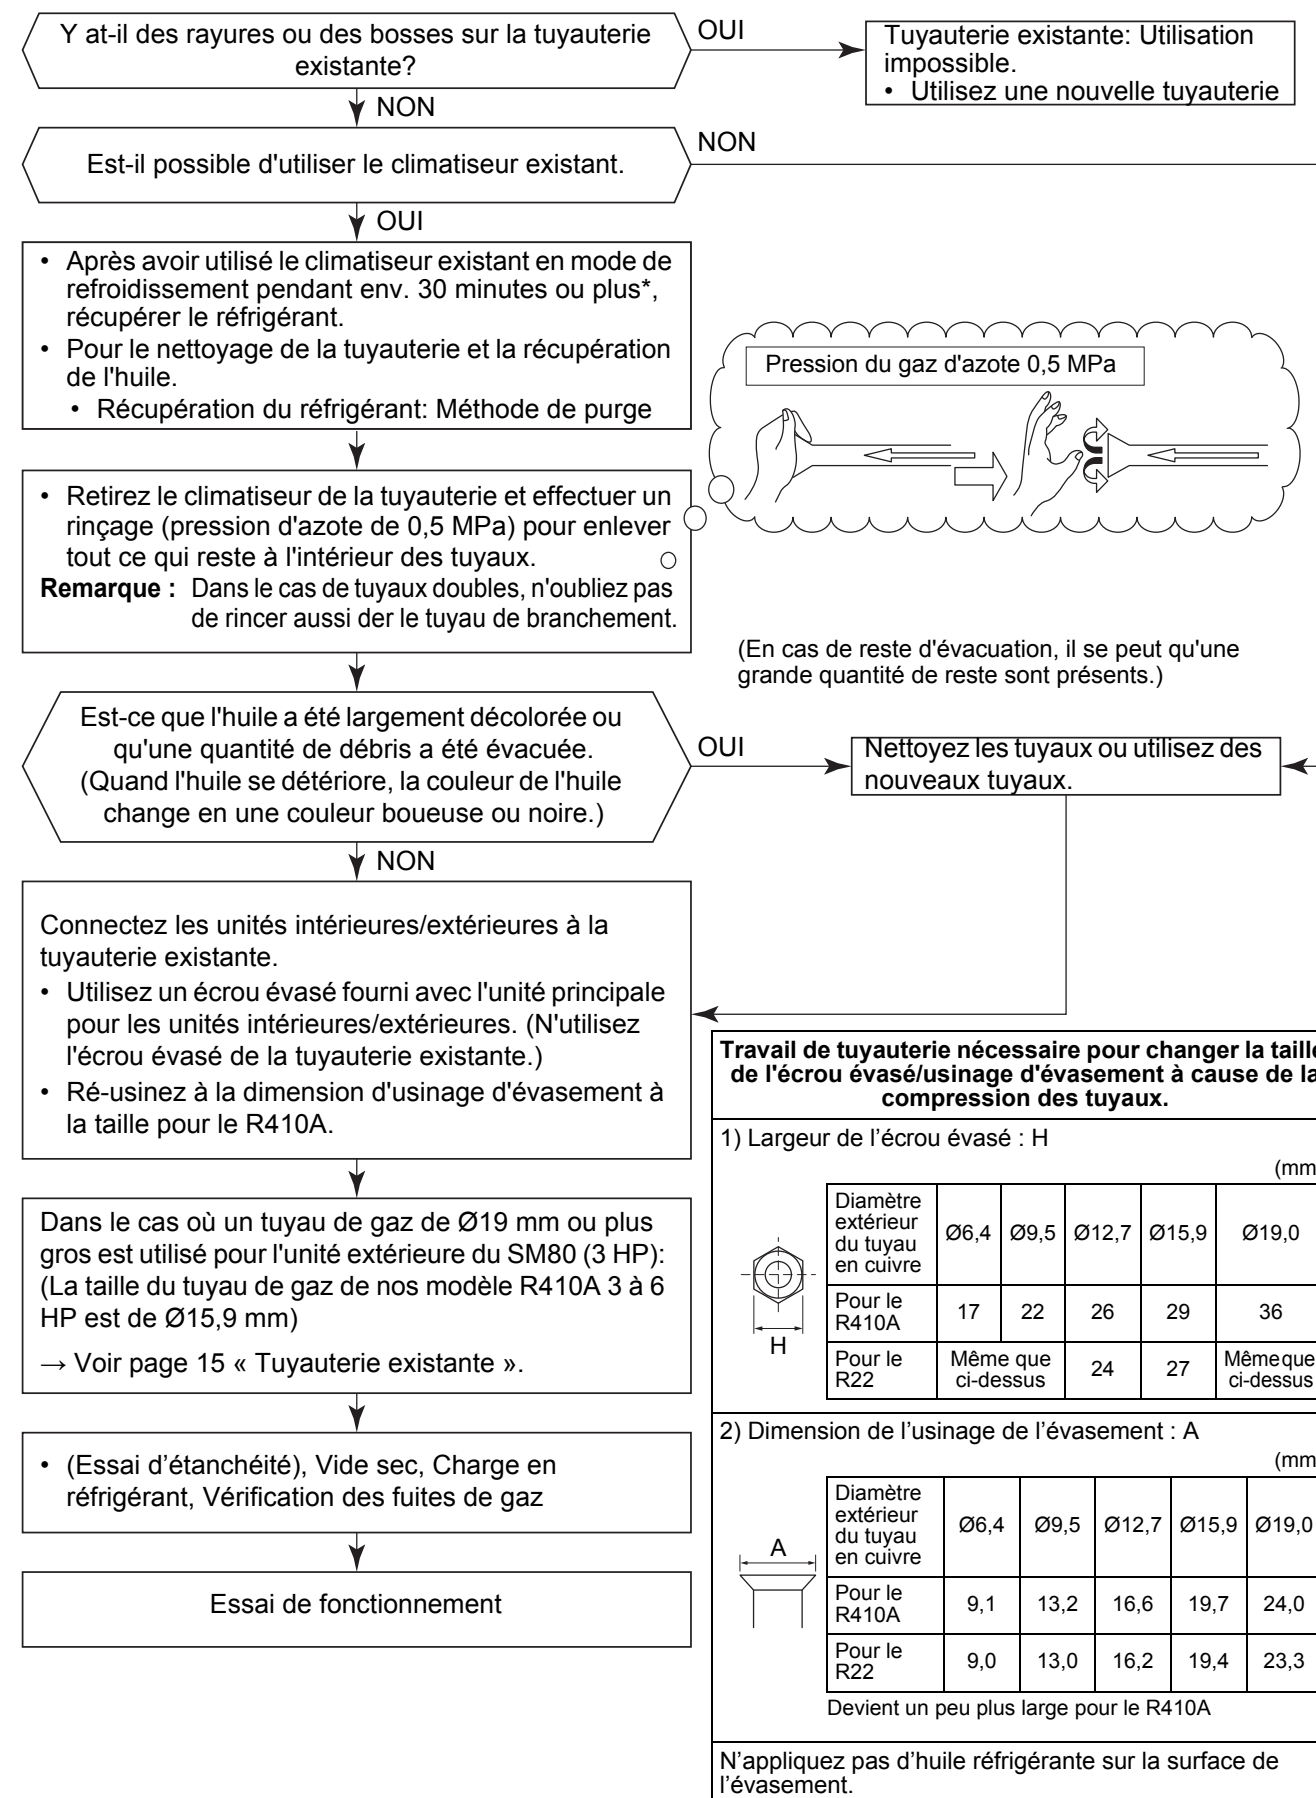 Y at-il des rayures ou des bosses sur la tuyauterie
existante?
OUI
Tuyauterie existante: Utilisation
impossible.
• Utilisez une nouvelle tuyauterie
NON
Est-il possible d'utiliser le climatiseur existant.
NON
OUI
• Après avoir utilisé le climatiseur existant en mode de
refroidissement pendant env. 30 minutes ou plus*,
récupérer le réfrigérant.
• Pour le nettoyage de la tuyauterie et la récupération
de l'huile.
• Récupération du réfrigérant: Méthode de purge
Pression du gaz d'azote 0,5 MPa
• Retirez le climatiseur de la tuyauterie et effectuer un
rinçage (pression d'azote de 0,5 MPa) pour enlever
tout ce qui reste à l'intérieur des tuyaux.
Remarque : Dans le cas de tuyaux doubles, n'oubliez pas
de rincer aussi der le tuyau de branchement.
(En cas de reste d'évacuation, il se peut qu'une
grande quantité de reste sont présents.)
Est-ce que l'huile a été largement décolorée ou
qu'une quantité de débris a été évacuée.
(Quand l'huile se détériore, la couleur de l'huile
change en une couleur boueuse ou noire.)
OUI
Nettoyez les tuyaux ou utilisez des
nouveaux tuyaux.
NON
Connectez les unités intérieures/extérieures à la
tuyauterie existante.
• Utilisez un écrou évasé fourni avec l'unité principale
pour les unités intérieures/extérieures. (N'utilisez
l'écrou évasé de la tuyauterie existante.)
• Ré-usinez à la dimension d'usinage d'évasement à
la taille pour le R410A.
Dans le cas où un tuyau de gaz de Ø19 mm ou plus
gros est utilisé pour l'unité extérieure du SM80 (3 HP):
(La taille du tuyau de gaz de nos modèle R410A 3 à 6
HP est de Ø15,9 mm)
→ Voir page 15 « Tuyauterie existante ».
• (Essai d’étanchéité), Vide sec, Charge en
réfrigérant, Vérification des fuites de gaz
Essai de fonctionnement
Travail de tuyauterie nécessaire pour changer la taille
de l'écrou évasé/usinage d'évasement à cause de la
compression des tuyaux.
1) Largeur de l’écrou évasé : H
(mm
H
Diamètre
extérieur
du tuyau
en cuivre
Ø6,4 Ø9,5 Ø12,7 Ø15,9 Ø19,0
Pour le
R410A
17 22 26 29 36
Pour le
R22
Même que
ci-dessus
24 27
Même que
ci-dessus
2) Dimension de l’usinage de l’évasement : A
(mm
A
Diamètre
extérieur
du tuyau
en cuivre
Ø6,4 Ø9,5 Ø12,7 Ø15,9 Ø19,0
Pour le
R410A
9,1 13,2 16,6 19,7 24,0
Pour le
R22
9,0 13,0 16,2 19,4 23,3
Devient un peu plus large pour le R410A
N’appliquez pas d’huile réfrigérante sur la surface de
l’évasement.